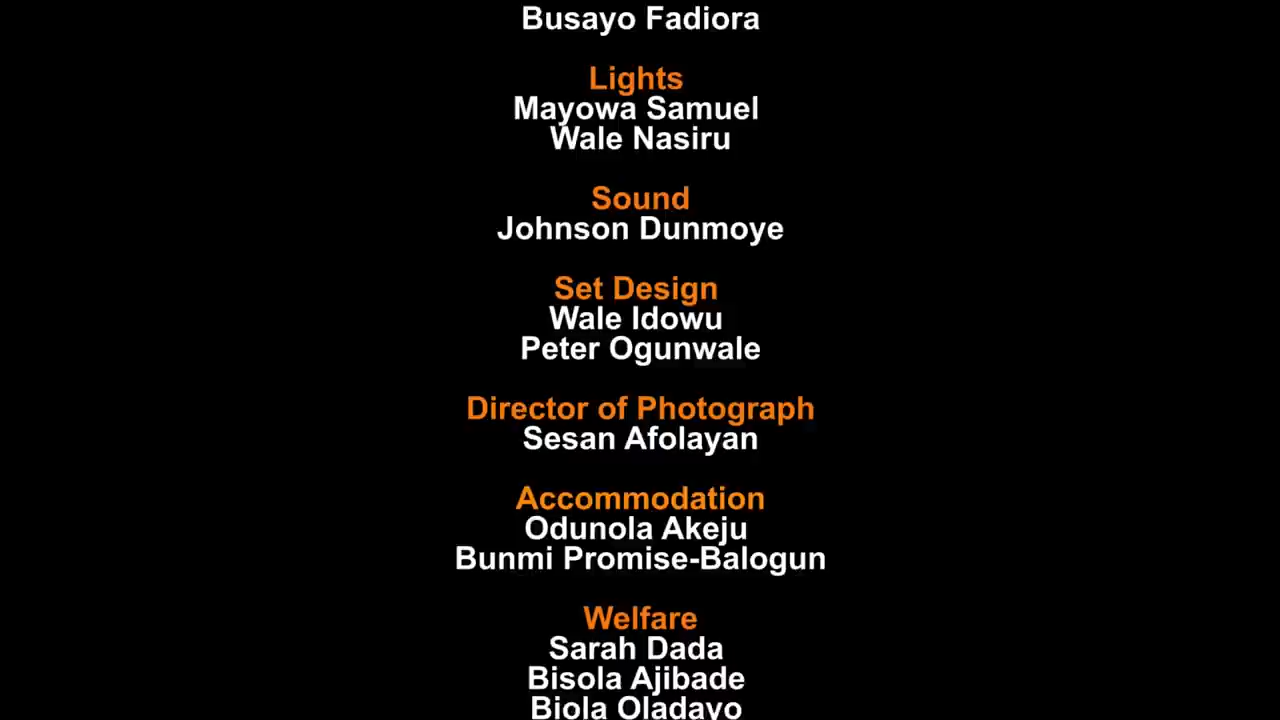 Busayo Fadiora
Lights
Mayowa Samuel
Wale Nasiru
Sound
Johnson Dunmoye
Set Design
Wale Idowu
Peter Ogunwale
Director of Photograph
Sesan Afolayan
Accommodation
Odunola Akeju
Bunmi Promise-Balogun
Welfare
Sarah Dada
Bisola Ajibade
Biola Oladayo